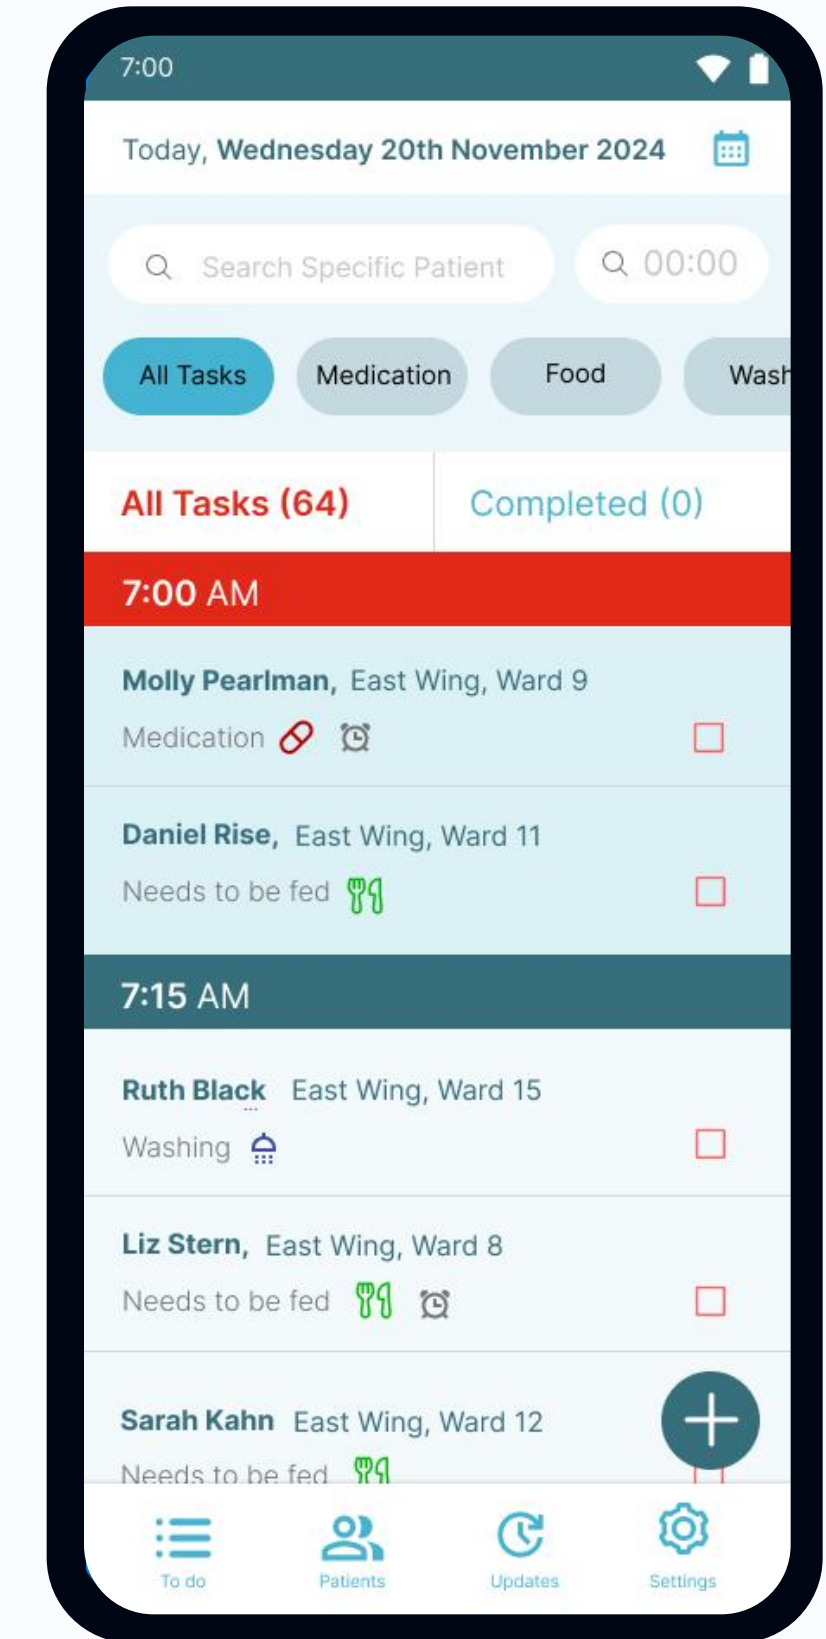 7:00
Today, Wednesday 20th November 2024
Search Specific Patient 00:00
All Tasks Medication Food Wash
All Tasks (64) Completed (0)
7:00 AM
Molly Pearlman, East Wing, Ward 9
Medication
Daniel Rise, East Wing, Ward 11
Needs to be fed
7:15 AM
Ruth Black East Wing, Ward 15
Washing
Liz Stern, East Wing, Ward 8
Needs to be fed
Sarah Kahn East Wing, Ward 12
Needs to be fed
To do Patients Updates Settings